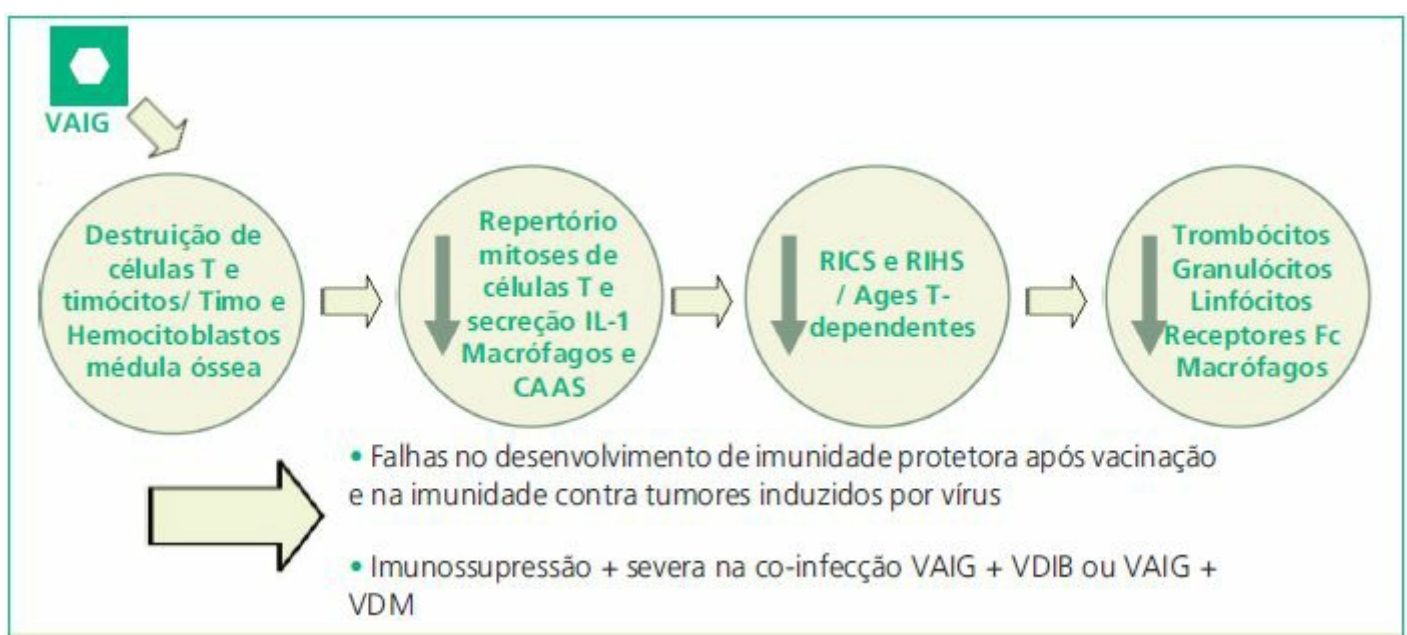 VAIG
Destruição de
células T e
timócitos/ Timo e
Hemocitoblastos
médula óssea
Repertório
mitoses de
células T e
secreção IL-1
Macrófagos e
CAAS
RICS e RIHS
/ Ages T-
dependentes
Trombócitos
Granulócitos
Linfócitos
Receptores Fc
Macrófagos
• Falhas no desenvolvimento de imunidade protetora após vacinação
e na imunidade contra tumores induzidos por vírus
• Imunossupressão + severa na co-infecção VAIG + VDIB ou VAIG +
VDM